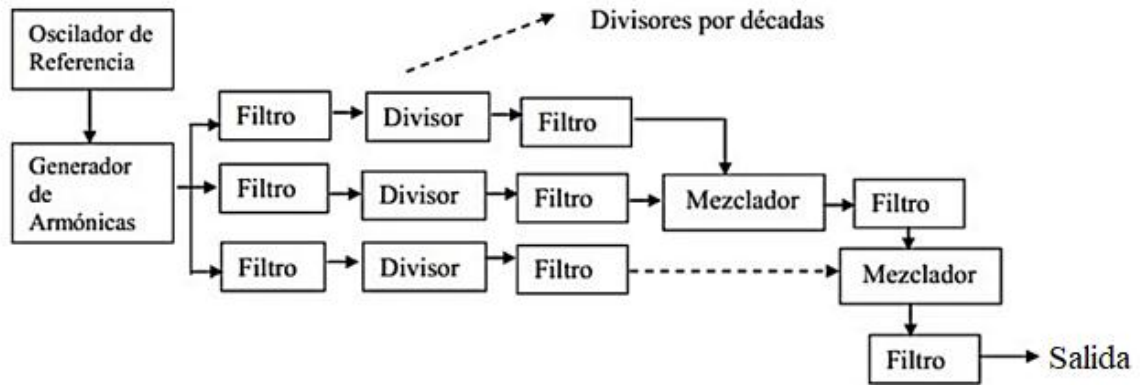 Oscilador de
Referencia
Divisores por décadas
Filtro
Divisor
Filtro
Generador
de
Armónicas
Filtro
Divisor
Filtro
Mezclador
Filtro
Filtro
Divisor
Filtro
Mezclador
Filtro
Salida